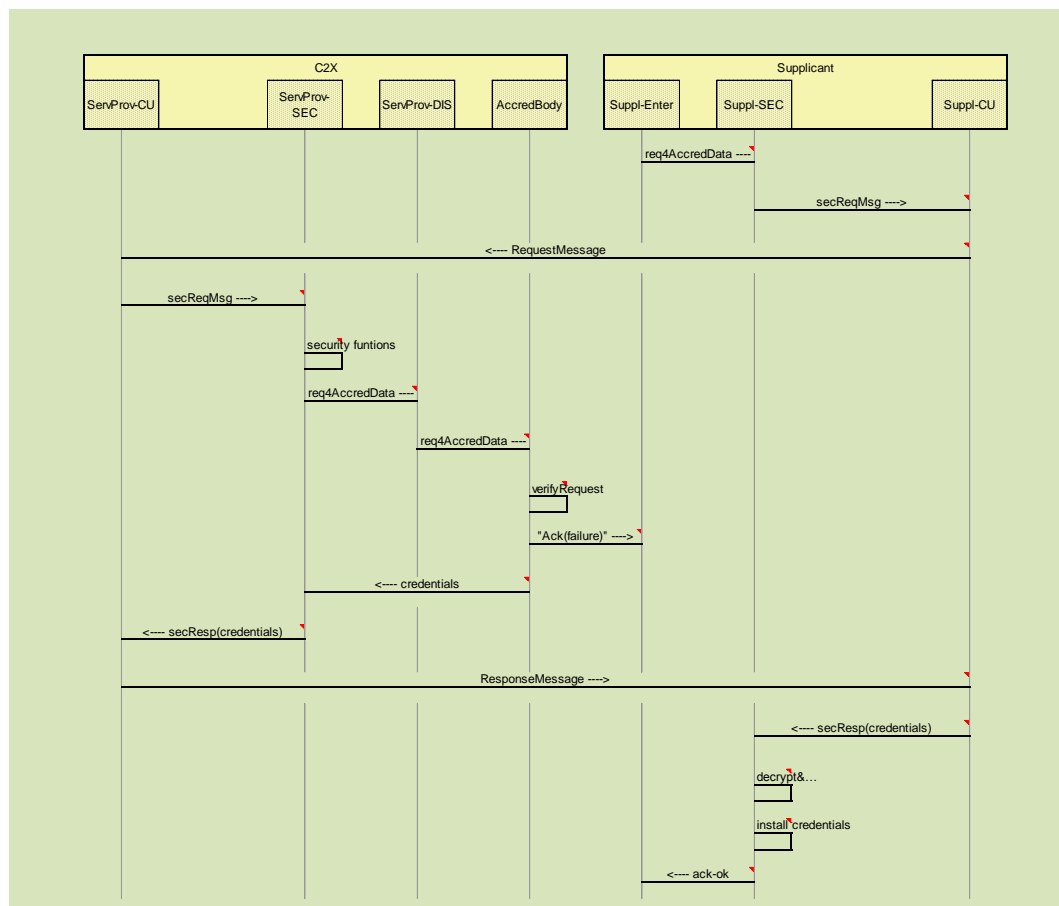 C2X
Supplicant
ServProv-CU
ServProv-
SEC
ServProv-DIS
AccredBody
Suppl-Enter
Suppl-SEC
Suppl-CU
req4AccredData ----
secReqMsg ---->
<---- RequestMessage
secReqMsg ---->
security funtions
req4AccredData ----
req4AccredData ----
verifyRequest
"Ack(failure)" ---->
<---- credentials
<---- secResp(credentials)
ResponseMessage ---->
<---- secResp(credentials)
decrypt&…
install credentials
<---- ack-ok